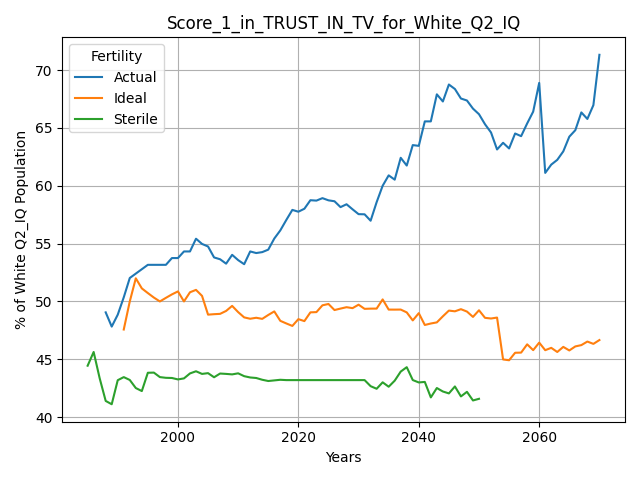 Score_1_in_TRUST_IN_TV_for_White_Q2_IQ
Fertility
Actual
Ideal
Sterile
% of White Q2_IQ Population
70
65
60
55
50
45
40
2000
2020
2040
2060
Years